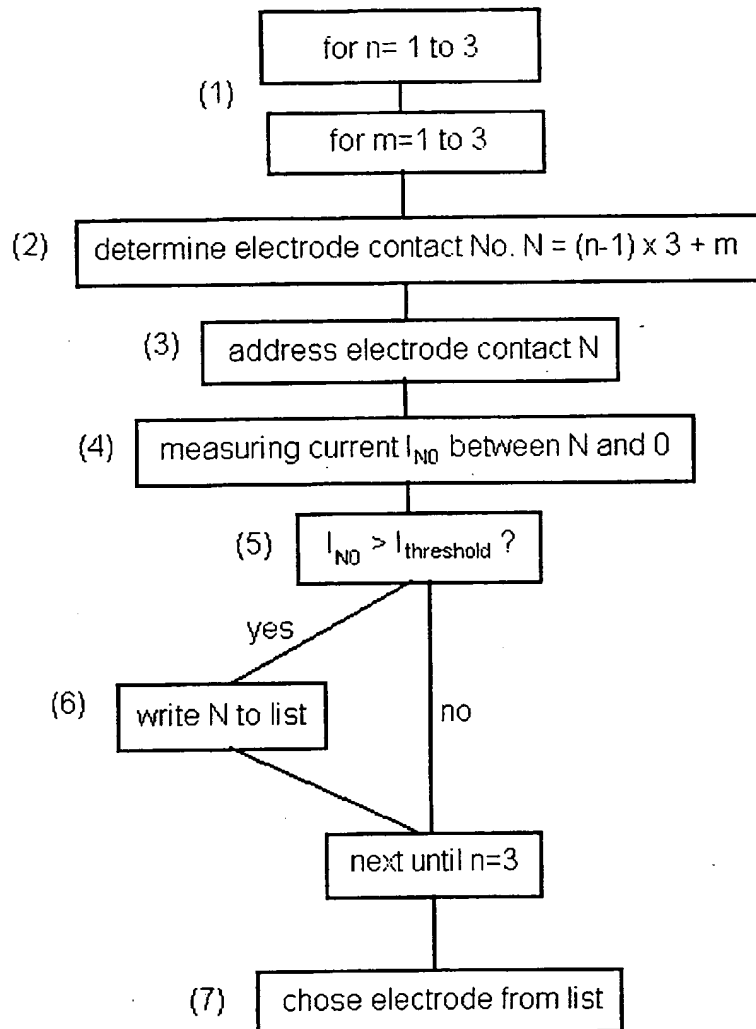 for n= 1 to 3
(1)
for m=1 to 3
(2) determine electrode contact No. N = (n-1) x 3 + m
(3) address electrode contact N
(4) measuring current I_N0 between N and 0
(5) I_N0 > I_threshold ?
yes
(6) write N to list
no
next until n=3
(7) chose electrode from list